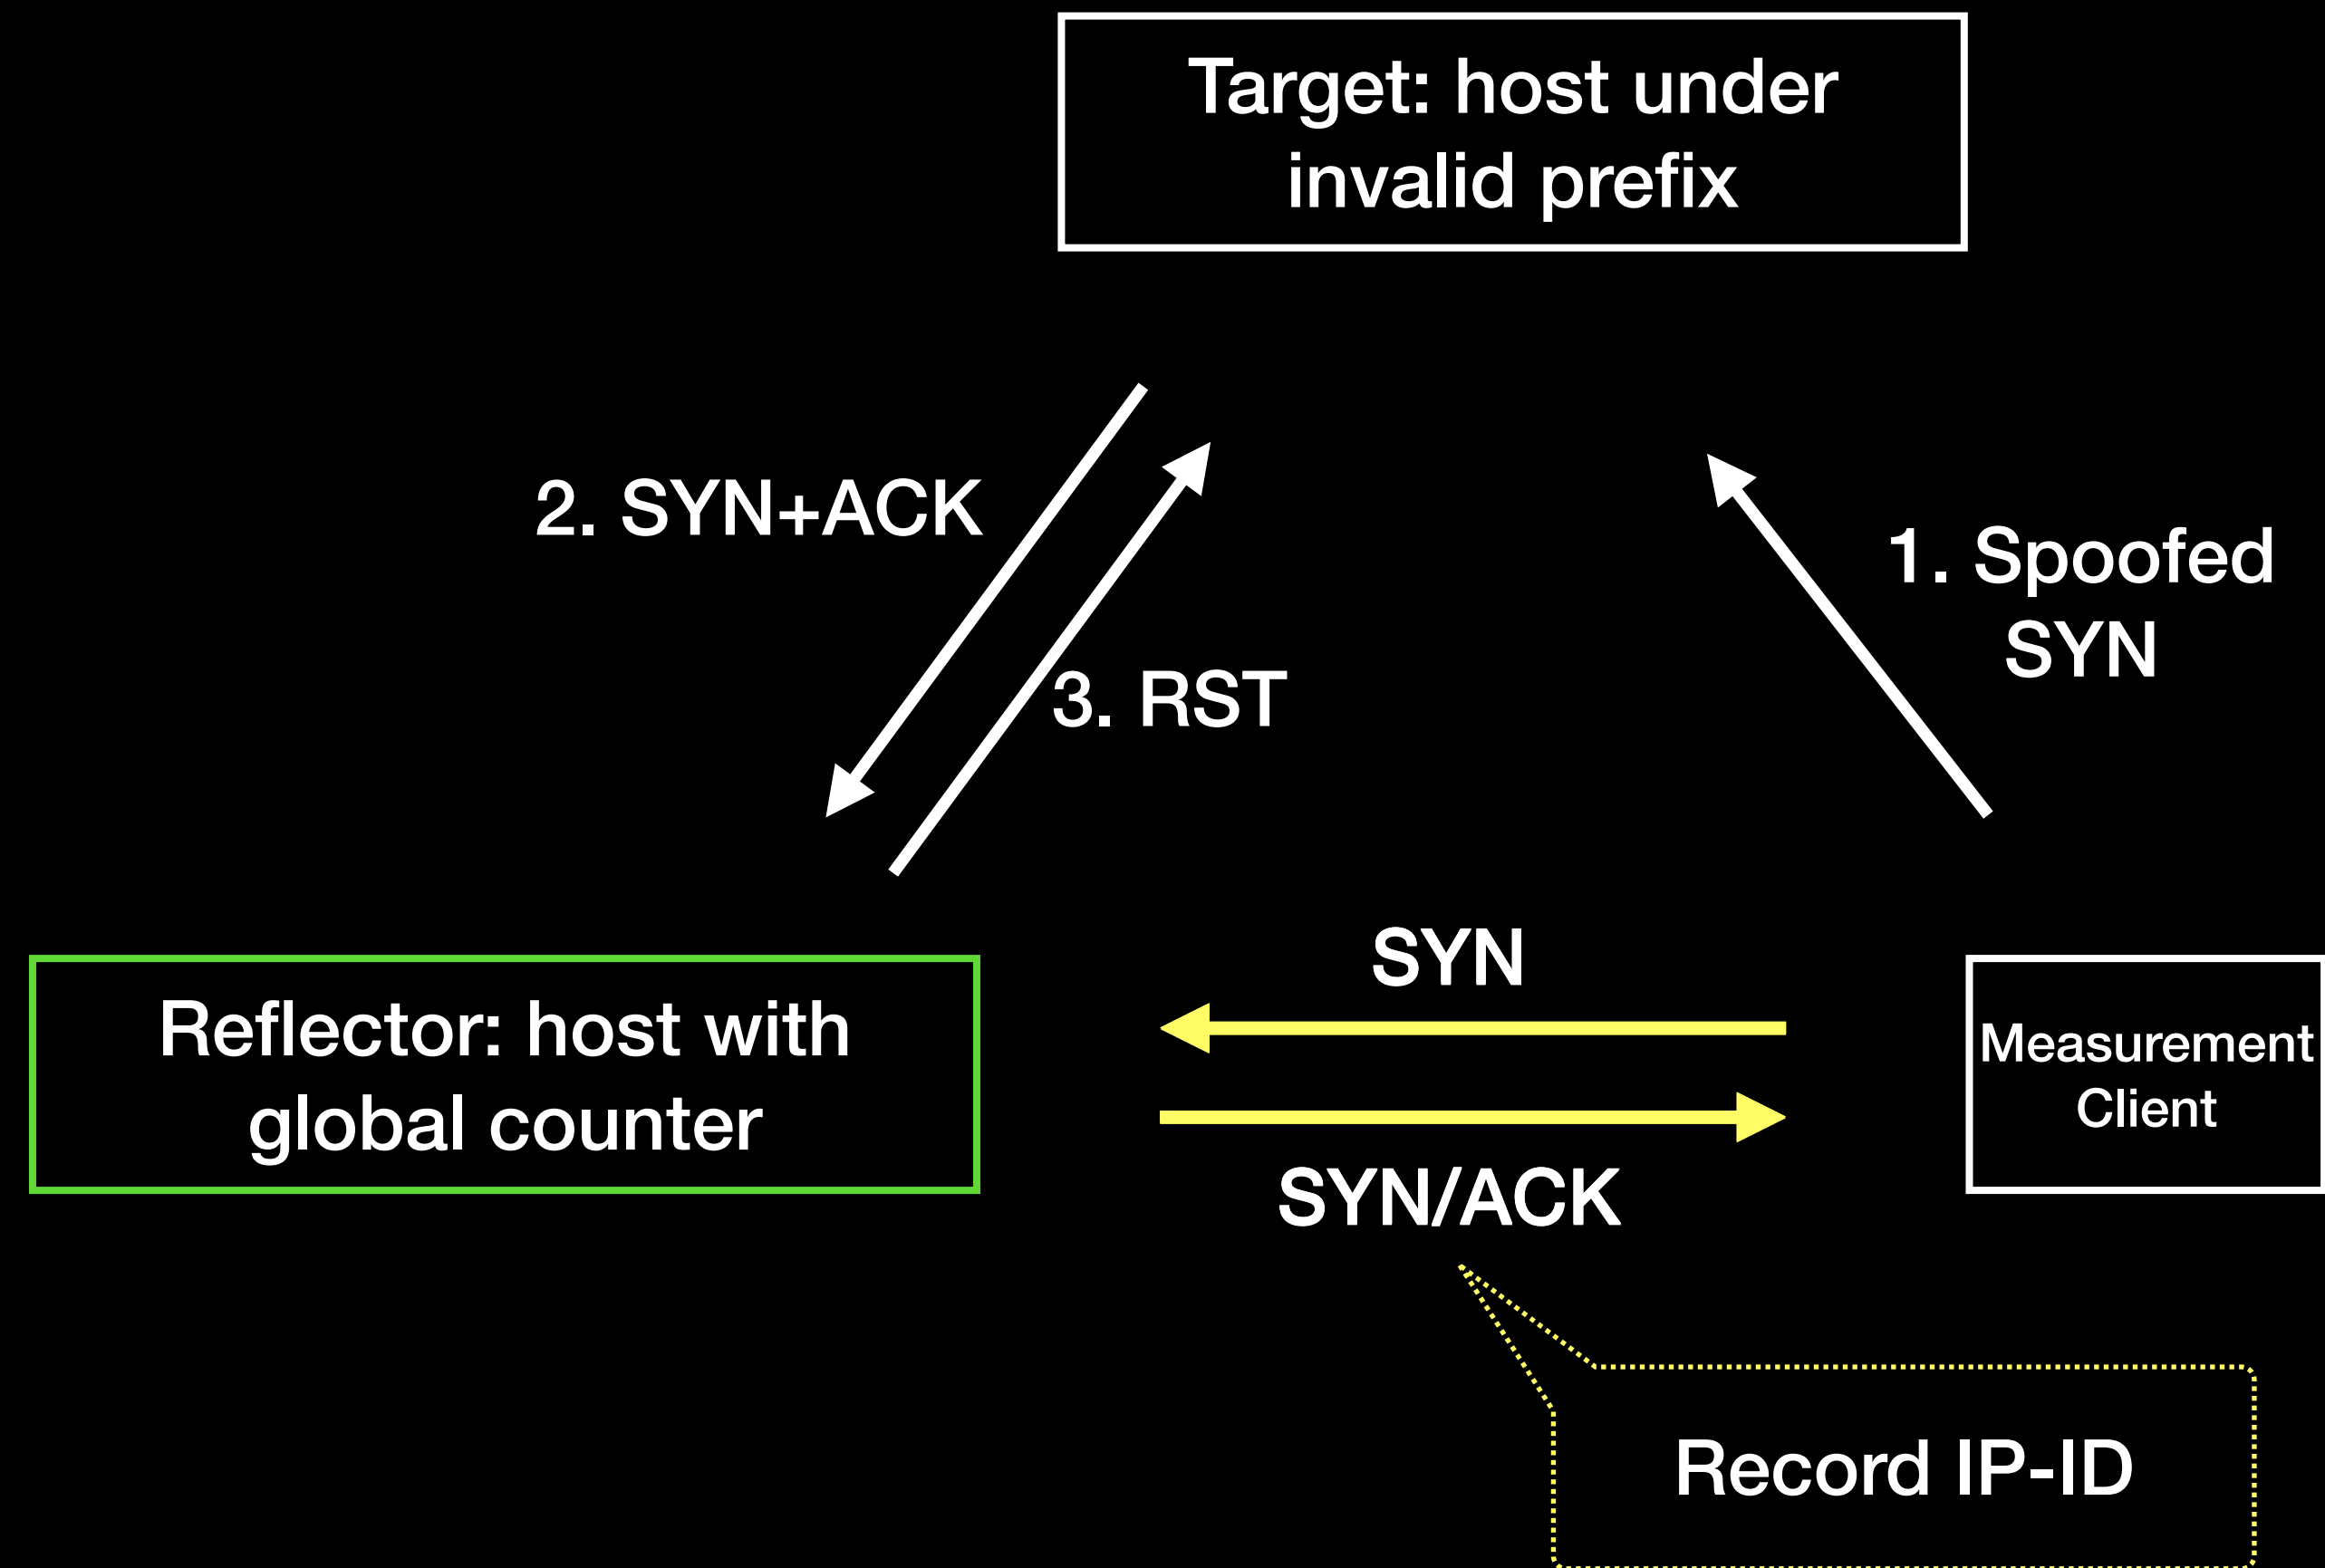 Target: host under
invalid prefix
2. SYN+ACK
1. Spoofed
SYN
3. RST
SYN
Reflector: host with
global counter
Measurement
Client
SYN/ACK
Record IP-ID